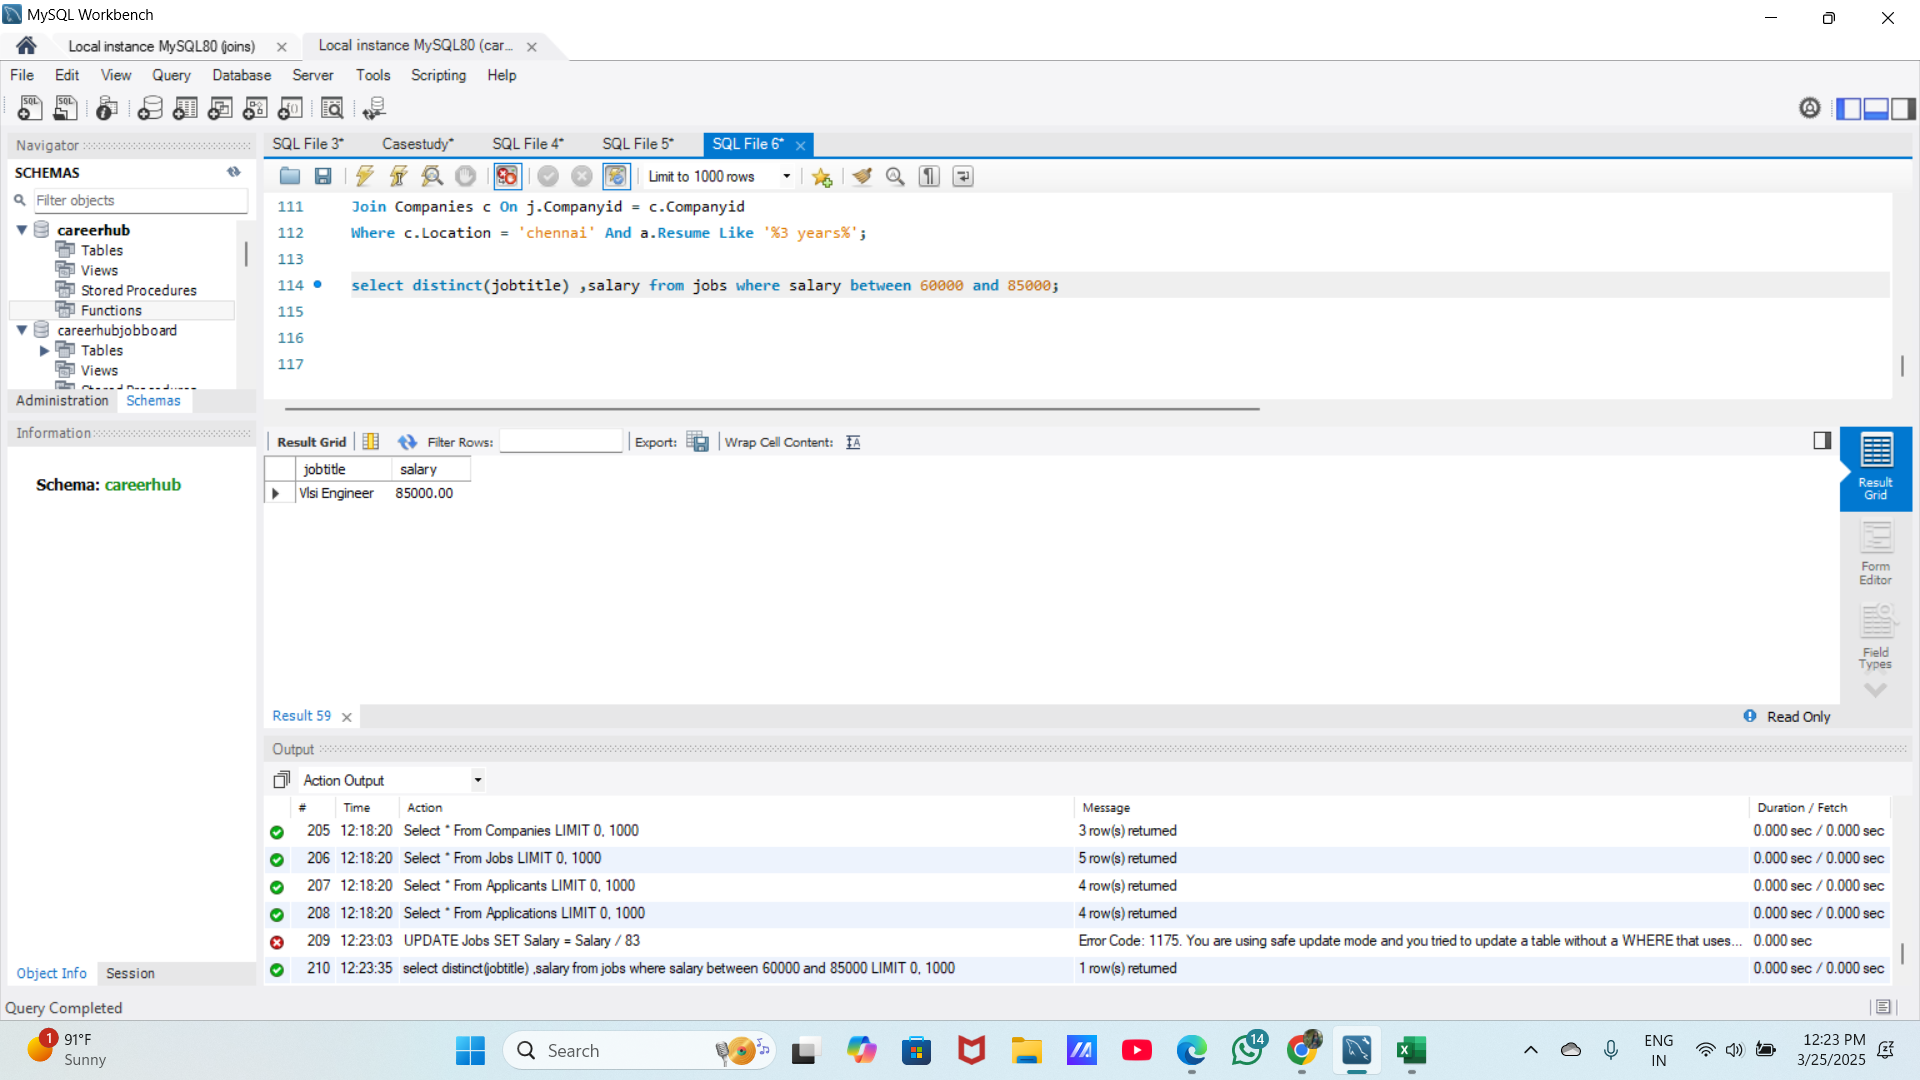 MySQL Workbench
Local instance MySQL80 (joins)
Local instance MySQL80 (car...
File Edit View Query Database Server Tools Scripting Help
Navigator
SCHEMAS
Filter objects
careerhub
Tables
Views
Stored Procedures
Functions
careerhubjobboard
Tables
Views
Stored Procedures
Administration Schemas
Information
Schema: careerhub
Object Info Session
SQL File 3* Casestudy* SQL File 4* SQL File 5* SQL File 6*
Limit to 1000 rows
111 Join Companies c On j.Companyid = c.Companyid
112 Where c.Location = 'chennai' And a.Resume Like '%3 years%';
113
114 select distinct(jobtitle) ,salary from jobs where salary between 60000 and 85000;
115
116
117
Result Grid Filter Rows: Export: Wrap Cell Content:
jobtitle salary
Vlsi Engineer 85000.00
Result Grid
Form Editor
Field Types
Result 59
Read Only
Output
Action Output
# Time Action Message Duration / Fetch
205 12:18:20 Select * From Companies LIMIT 0, 1000 3 row(s) returned 0.000 sec / 0.000 sec
206 12:18:20 Select * From Jobs LIMIT 0, 1000 5 row(s) returned 0.000 sec / 0.000 sec
207 12:18:20 Select * From Applicants LIMIT 0, 1000 4 row(s) returned 0.000 sec / 0.000 sec
208 12:18:20 Select * From Applications LIMIT 0, 1000 4 row(s) returned 0.000 sec / 0.000 sec
209 12:23:03 UPDATE Jobs SET Salary = Salary / 83 Error Code: 1175. You are using safe update mode and you tried to update a table without a WHERE that uses... 0.000 sec
210 12:23:35 select distinct(jobtitle) ,salary from jobs where salary between 60000 and 85000 LIMIT 0, 1000 1 row(s) returned 0.000 sec / 0.000 sec
Query Completed
1
91°F
Sunny
Search
14
ENG
IN
12:23 PM
3/25/2025